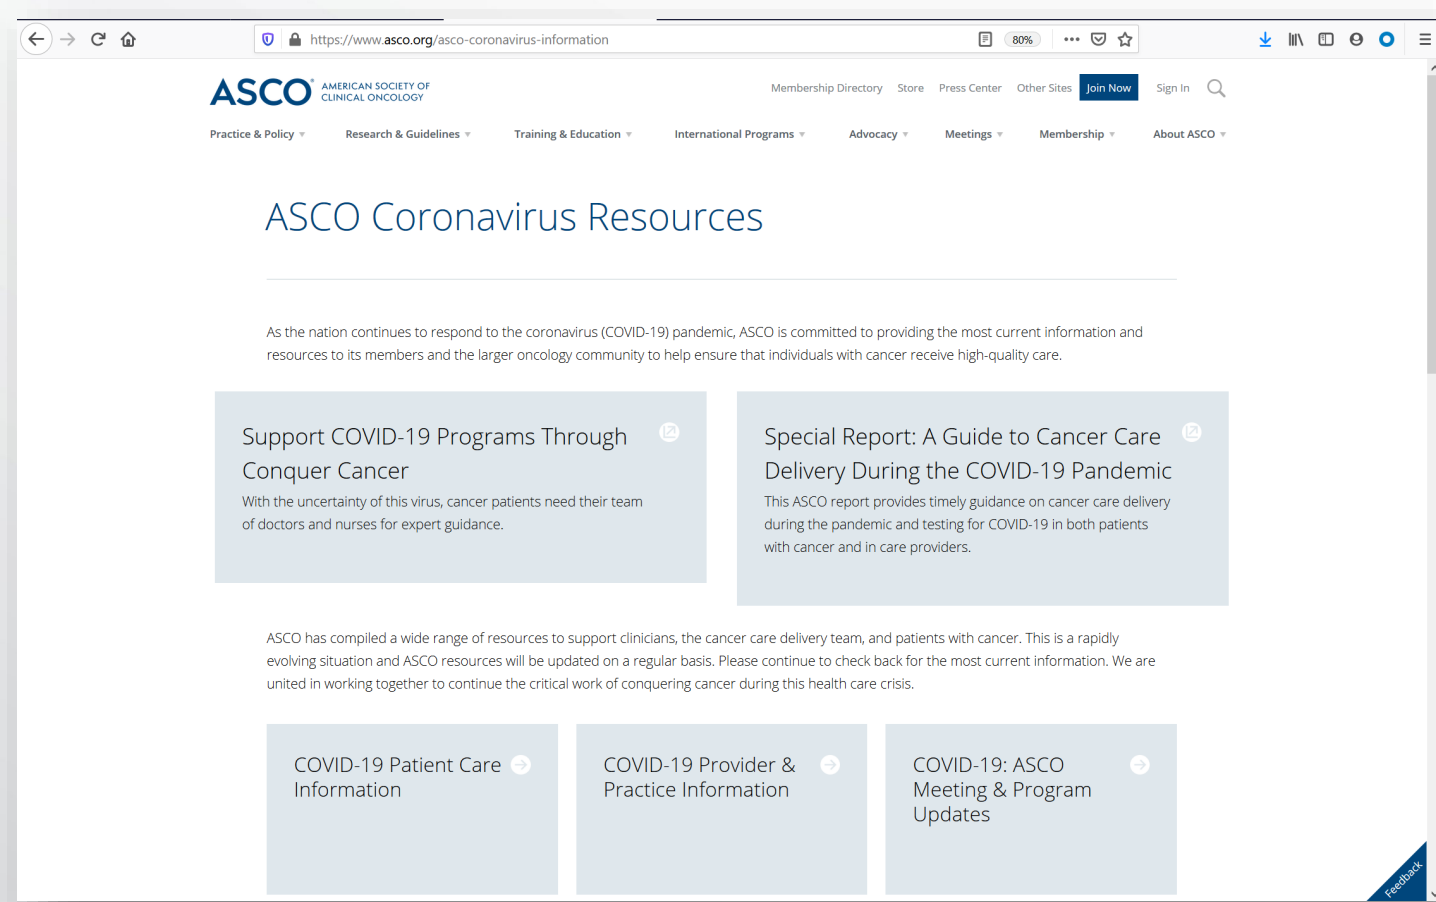 https://www.asco.org/asco-coronavirus-information
80%
ASCO® AMERICAN SOCIETY OF
CLINICAL ONCOLOGY
Membership Directory Store Press Center Other Sites Join Now Sign In
Practice & Policy Research & Guidelines Training & Education International Programs Advocacy Meetings Membership About ASCO
ASCO Coronavirus Resources
As the nation continues to respond to the coronavirus (COVID-19) pandemic, ASCO is committed to providing the most current information and
resources to its members and the larger oncology community to help ensure that individuals with cancer receive high-quality care.
Support COVID-19 Programs Through
Conquer Cancer
With the uncertainty of this virus, cancer patients need their team
of doctors and nurses for expert guidance.
Special Report: A Guide to Cancer Care
Delivery During the COVID-19 Pandemic
This ASCO report provides timely guidance on cancer care delivery
during the pandemic and testing for COVID-19 in both patients
with cancer and in care providers.
ASCO has compiled a wide range of resources to support clinicians, the cancer care delivery team, and patients with cancer. This is a rapidly
evolving situation and ASCO resources will be updated on a regular basis. Please continue to check back for the most current information. We are
united in working together to continue the critical work of conquering cancer during this health care crisis.
COVID-19 Patient Care
Information
COVID-19 Provider &
Practice Information
COVID-19: ASCO
Meeting & Program
Updates
Feedback